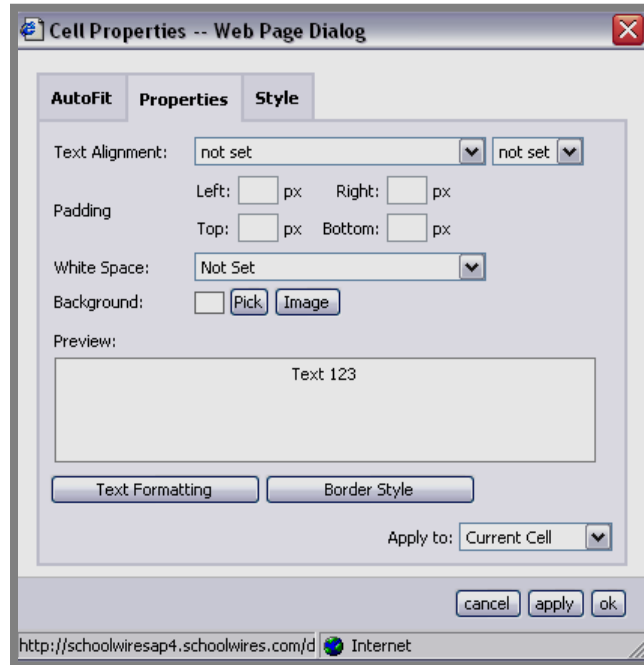 Cell Properties -- Web Page Dialog
AutoFit Properties Style
Text Alignment: not set not set
Left: px Right: px
Padding
Top: px Bottom: px
White Space: Not Set
Background: Pick Image
Preview:
Text 123
Text Formatting Border Style
Apply to: Current Cell
cancel apply ok
http://schoolwiresap4.schoolwires.com/d Internet